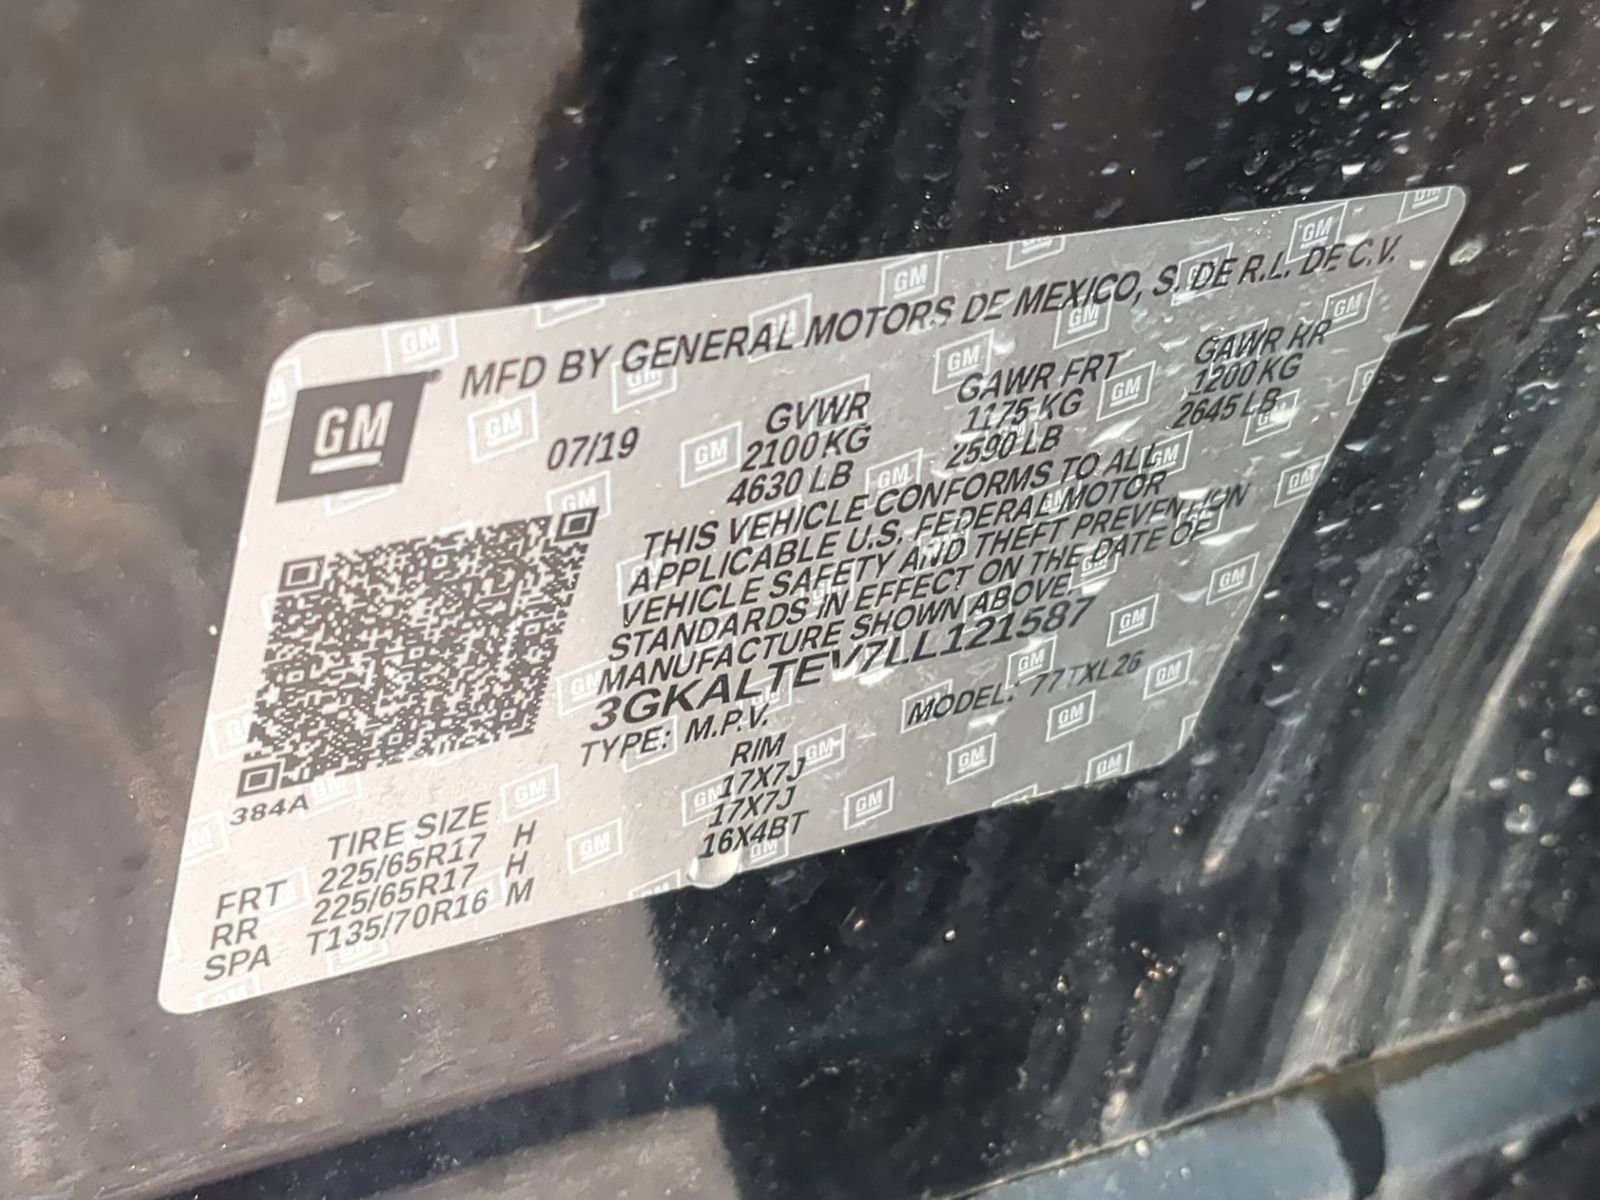 GM
MFD BY GENERAL MOTORS DE MEXICO, S. DE R.L. DE C.V.
07/19 GVWR GAWR FRT GAWR RR
2100 KG 1175 KG 1200 KG
4630 LB 2590 LB 2645 LB
THIS VEHICLE CONFORMS TO ALL
APPLICABLE U.S. FEDERAL MOTOR
VEHICLE SAFETY AND THEFT PREVENTION
STANDARDS IN EFFECT ON THE DATE OF
MANUFACTURE SHOWN ABOVE.
3GKALTEV7LL121587
TYPE: M.P.V. MODEL: 77TXL26
384A
TIRE SIZE RIM
FRT 225/65R17 H 17X7J
RR 225/65R17 H 17X7J
SPA T135/70R16 M 16X4BT